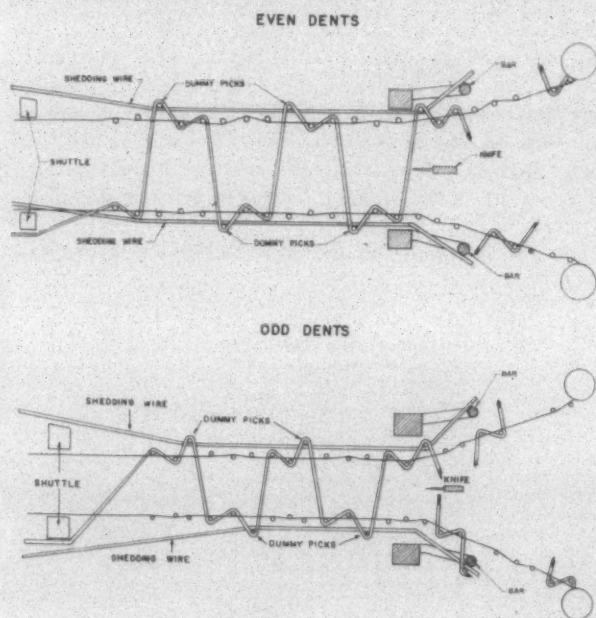 EVEN DENTS
BAR
SHEDDING WIRE
DUMMY PICKS
KNIFE
SHUTTLE
SHEDDING WIRE
DUMMY PICKS
BAR
ODD DENTS
BAR
SHEDDING WIRE
DUMMY PICKS
SHUTTLE
KNIFE
DUMMY PICKS
SHEDDING WIRE
BAR